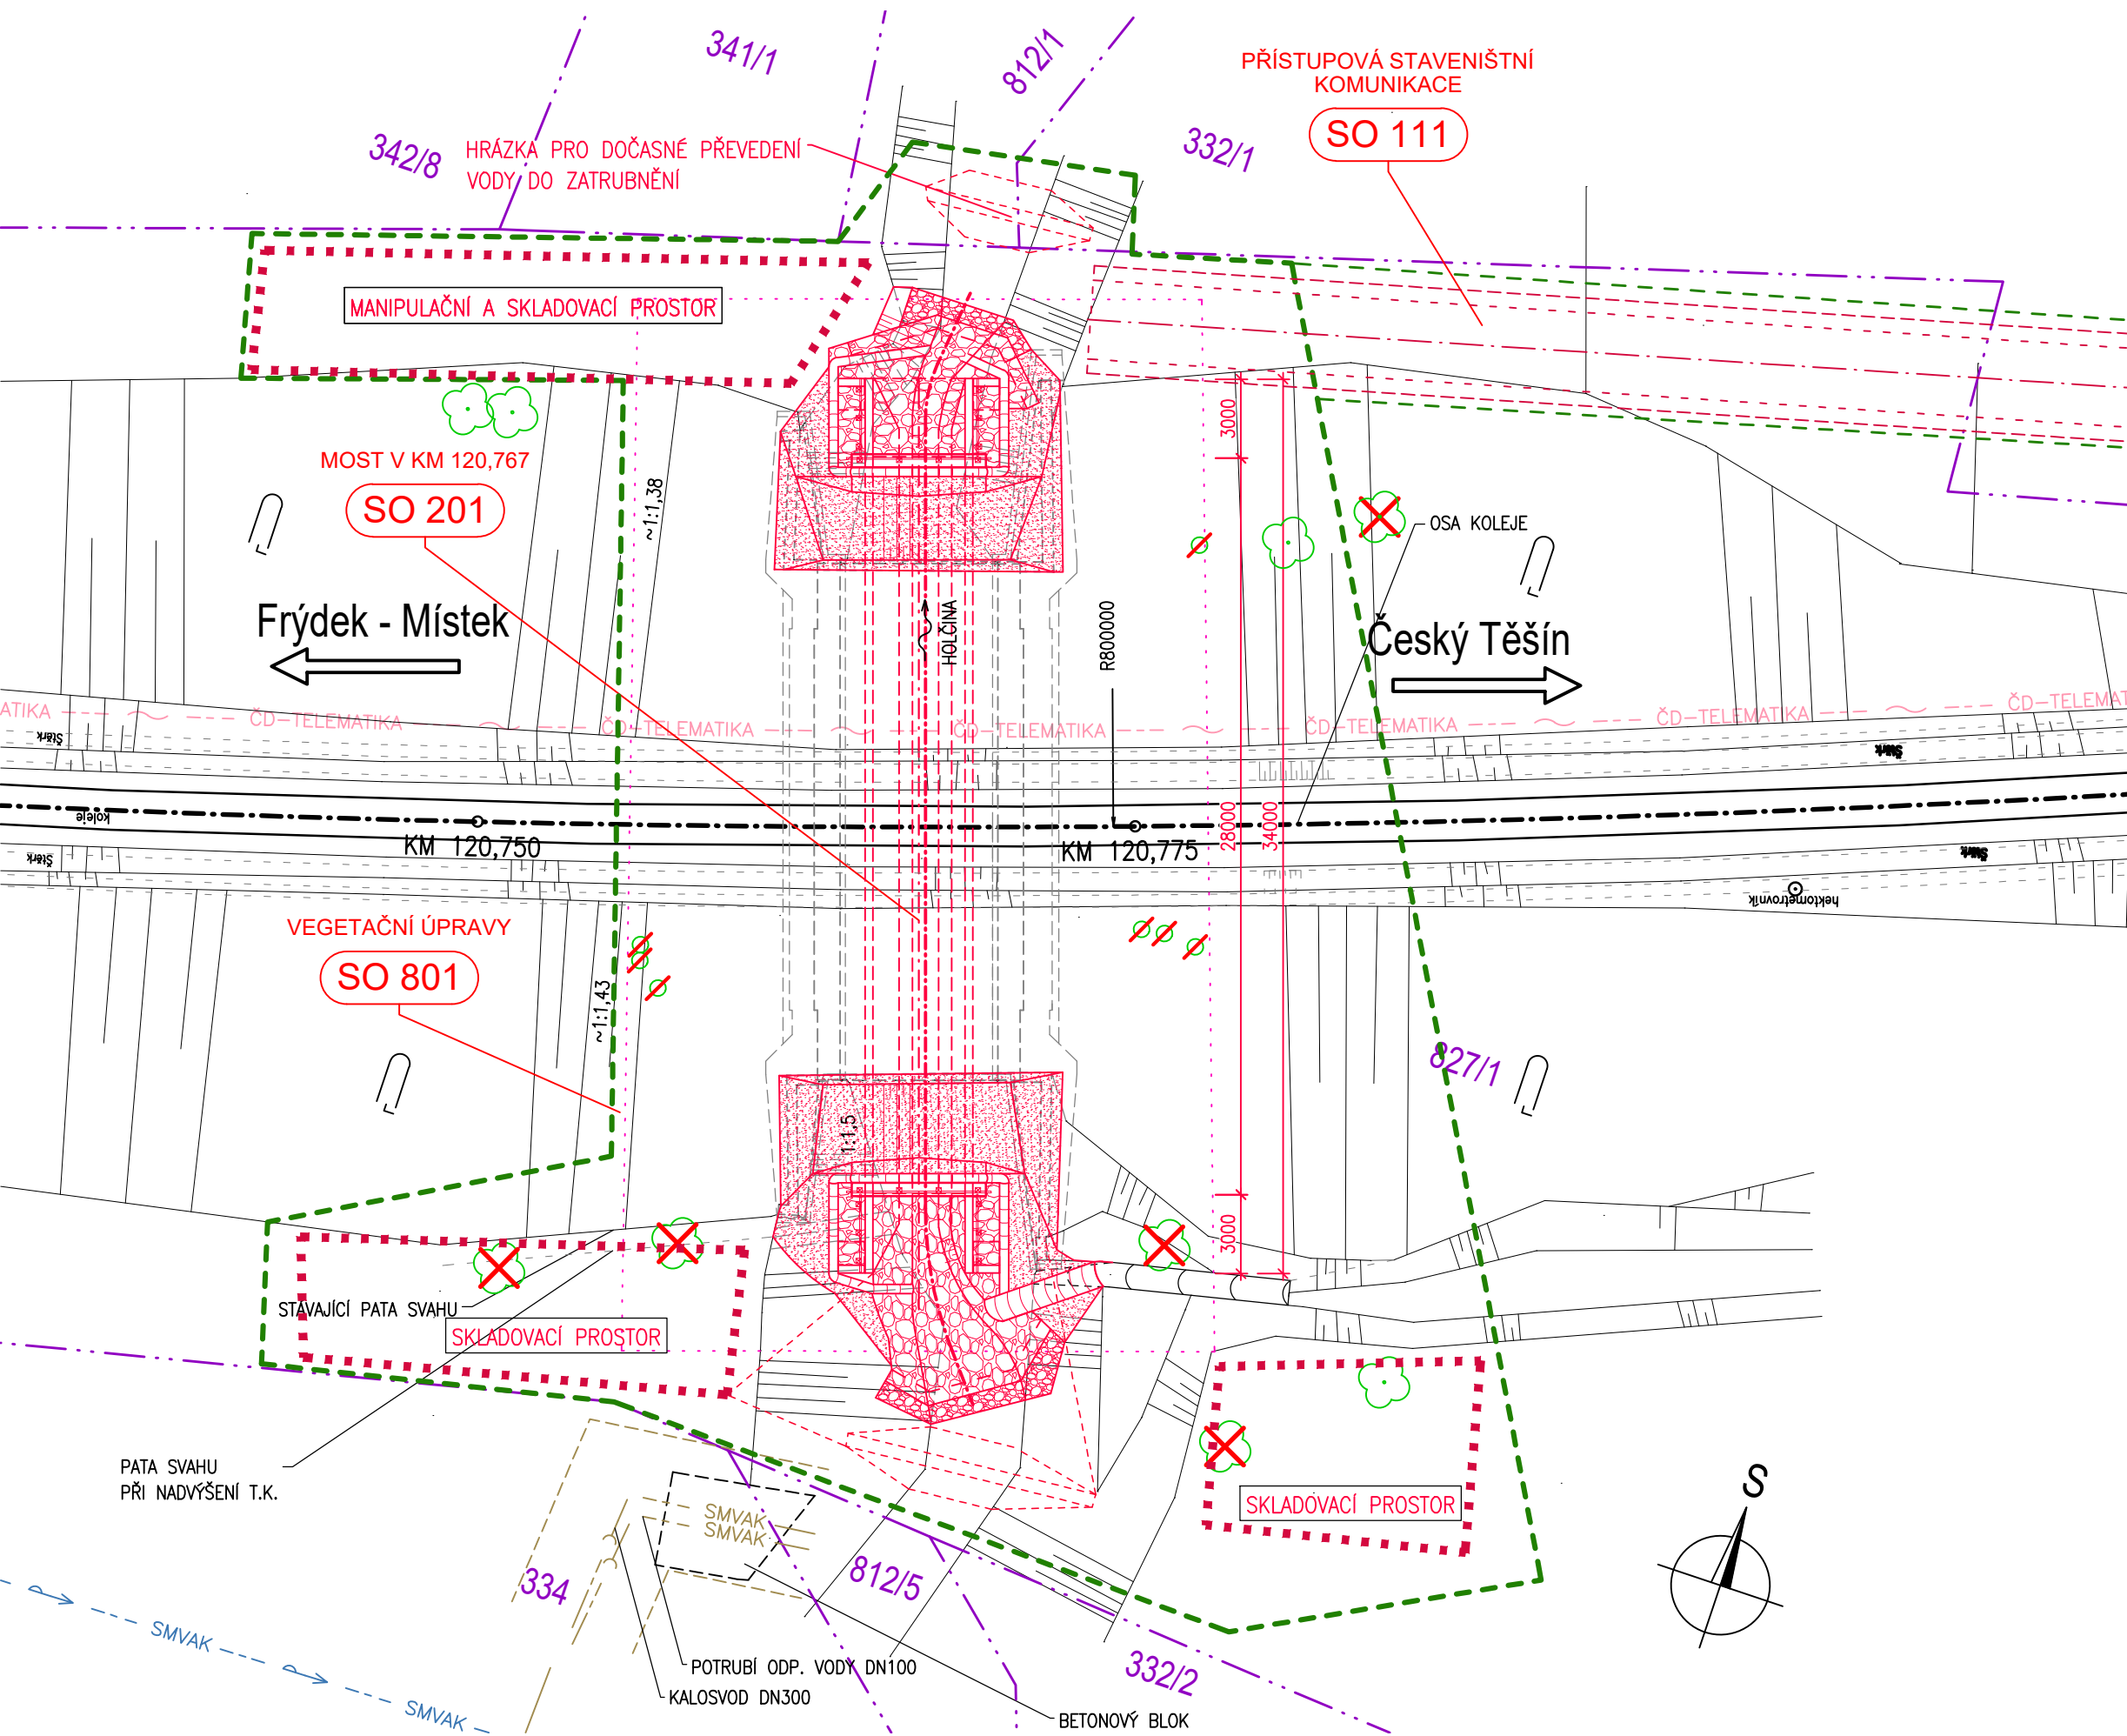 341/1
812/1
PŘÍSTUPOVÁ STAVENIŠTNÍ
KOMUNIKACE
SO 111
342/8
HRÁZKA PRO DOČASNÉ PŘEVEDENÍ
VODY DO ZATRUBNĚNÍ
332/1
MANIPULAČNÍ A SKLADOVACÍ PROSTOR
3000
MOST V KM 120,767
SO 201
~1:1,38
OSA KOLEJE
Frýdek - Místek
HOLČINA
R800000
Český Těšín
ATIKA
ČD-TELEMATIKA
ČD-TELEMATIKA
ČD-TELEMATIKA
ČD-TELEMATIKA
ČD-TELEMATIKA
ČD-TELEMAT
Štěrk
koleje
Štěrk
KM 120,750
KM 120,775
28000
34000
hektometrovník
VEGETAČNÍ ÚPRAVY
SO 801
~1:1,43
827/1
1:1,5
3000
STÁVAJÍCÍ PATA SVAHU
SKLADOVACÍ PROSTOR
PATA SVAHU
PŘI NADVÝŠENÍ T.K.
SKLADOVACÍ PROSTOR
S
SMVAK
SMVAK
334
812/5
SMVAK
SMVAK
POTRUBÍ ODP. VODY DN100
KALOSVOD DN300
332/2
BETONOVÝ BLOK